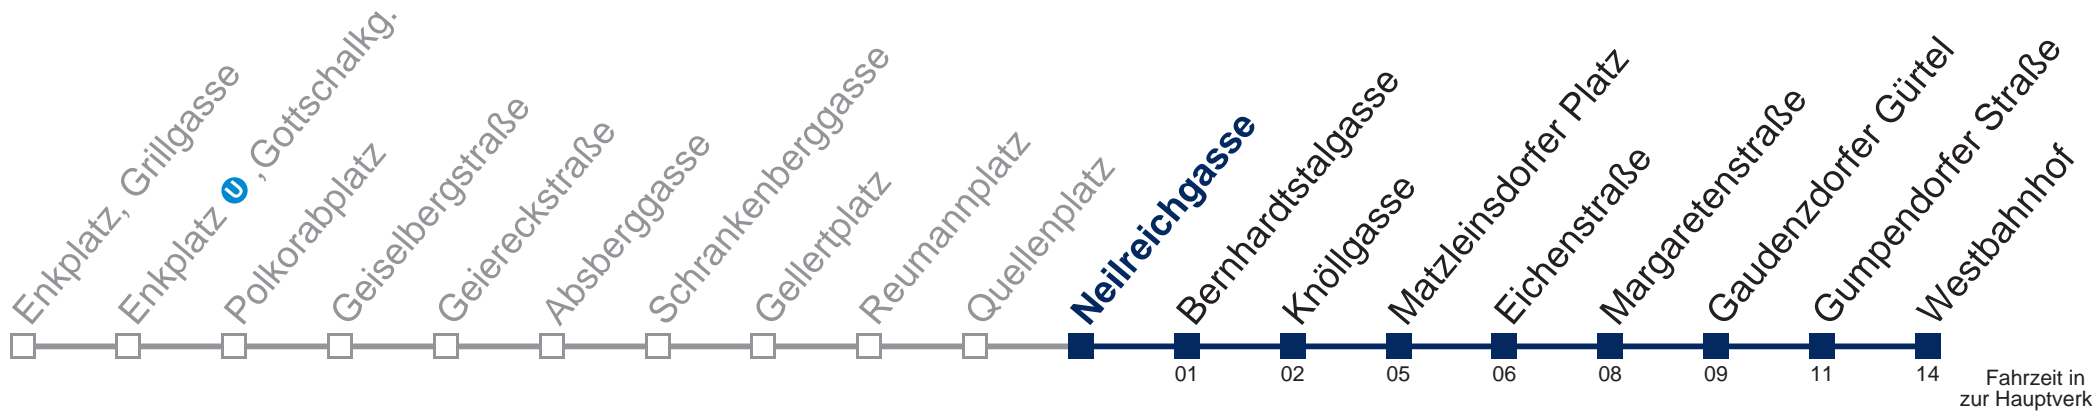 Enkplatz, Grillgasse
Enkplatz U , Gottschalkg.
Polkorabplatz
Geiselbergstraße
Geiereckstraße
Absberggasse
Schrankenberggasse
Gellertplatz
Reumannplatz
Quellenplatz
Neilreichgasse
Bernhardtstalgasse
Knöllgasse
Matzleinsdorfer Platz
Eichenstraße
Margaretenstraße
Gaudenzdorfer Gürtel
Gumpendorfer Straße
Westbahnhof
01 02 05 06 08 09 11 14
Fahrzeit in
zur Hauptverk